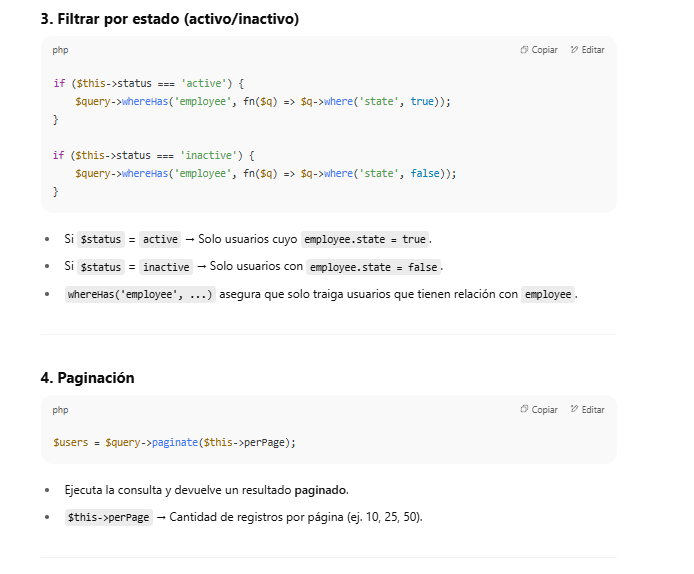 3. Filtrar por estado (activo/inactivo)
php
Copiar
Editar
if ($this->status === 'active') {
    $query->whereHas('employee', fn($q) => $q->where('state', true));
}
if ($this->status === 'inactive') {
    $query->whereHas('employee', fn($q) => $q->where('state', false));
}
• Si $status = active → Solo usuarios cuyo employee.state = true.
• Si $status = inactive → Solo usuarios con employee.state = false.
• whereHas('employee', ...) asegura que solo traiga usuarios que tienen relación con employee.
4. Paginación
php
Copiar
Editar
$users = $query->paginate($this->perPage);
• Ejecuta la consulta y devuelve un resultado paginado.
• $this->perPage → Cantidad de registros por página (ej. 10, 25, 50).